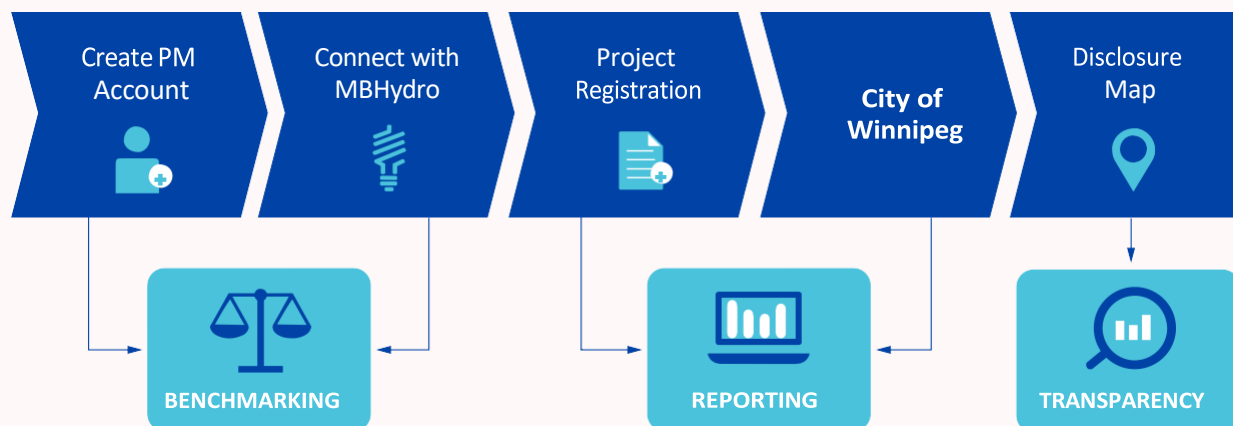 Create PM
Account
Connect with
MBHydro
Project
Registration
City of
Winnipeg
Disclosure
Map
BENCHMARKING
REPORTING
TRANSPARENCY